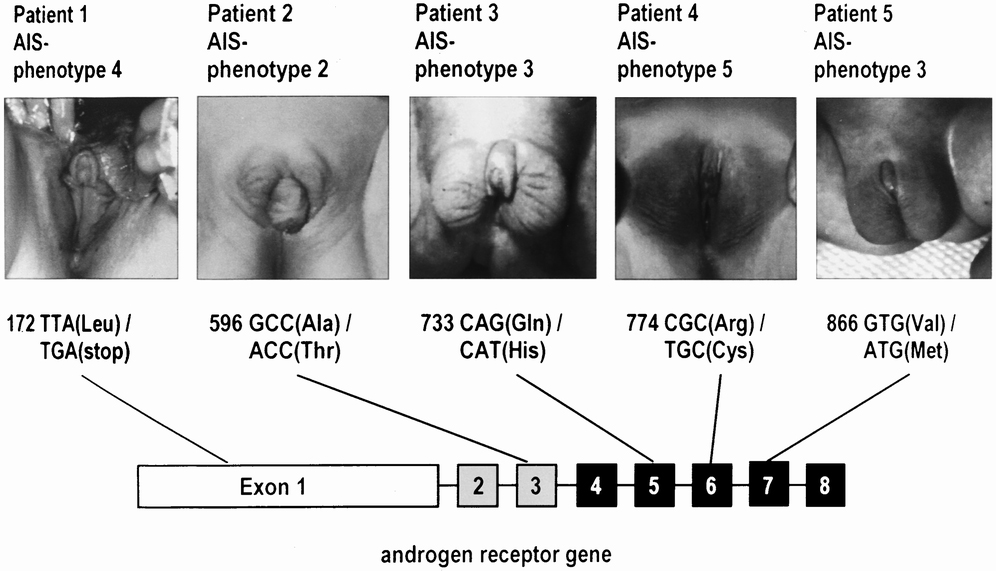 Patient 1
AIS-
phenotype 4
Patient 2
AIS-
phenotype 2
Patient 3
AIS-
phenotype 3
Patient 4
AIS-
phenotype 5
Patient 5
AIS-
phenotype 3
172 TTA(Leu) /
TGA(stop)
596 GCC(Ala) /
ACC(Thr)
733 CAG(Gln) /
CAT(His)
774 CGC(Arg) /
TGC(Cys)
866 GTG(Val) /
ATG(Met)
Exon 1
2
3
4
5
6
7
8
androgen receptor gene